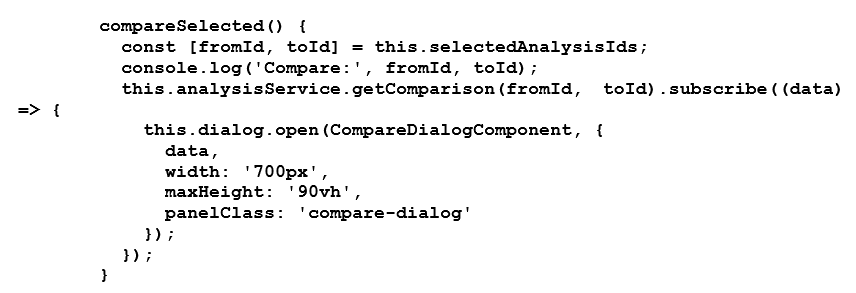 compareSelected() {
const [fromId, toId] = this.selectedAnalysisIds;
console.log('Compare:', fromId, toId);
this.analysisService.getComparison(fromId,  toId).subscribe((data)
=> {
this.dialog.open(CompareDialogComponent, {
data,
width: '700px',
maxHeight: '90vh',
panelClass: 'compare-dialog'
});
});
}